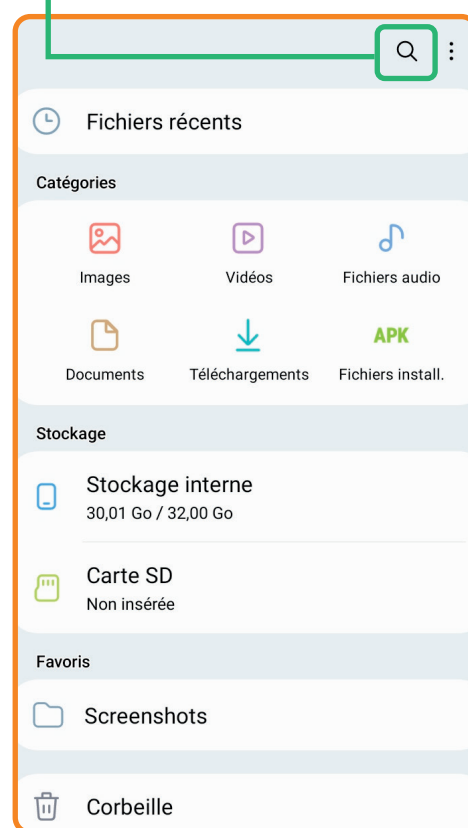 Fichiers récents
Catégories
Images Vidéos Fichiers audio
APK
Documents Téléchargements Fichiers install.
Stockage
Stockage interne
30,01 Go / 32,00 Go
Carte SD
Non insérée
Favoris
Screenshots
Corbeille